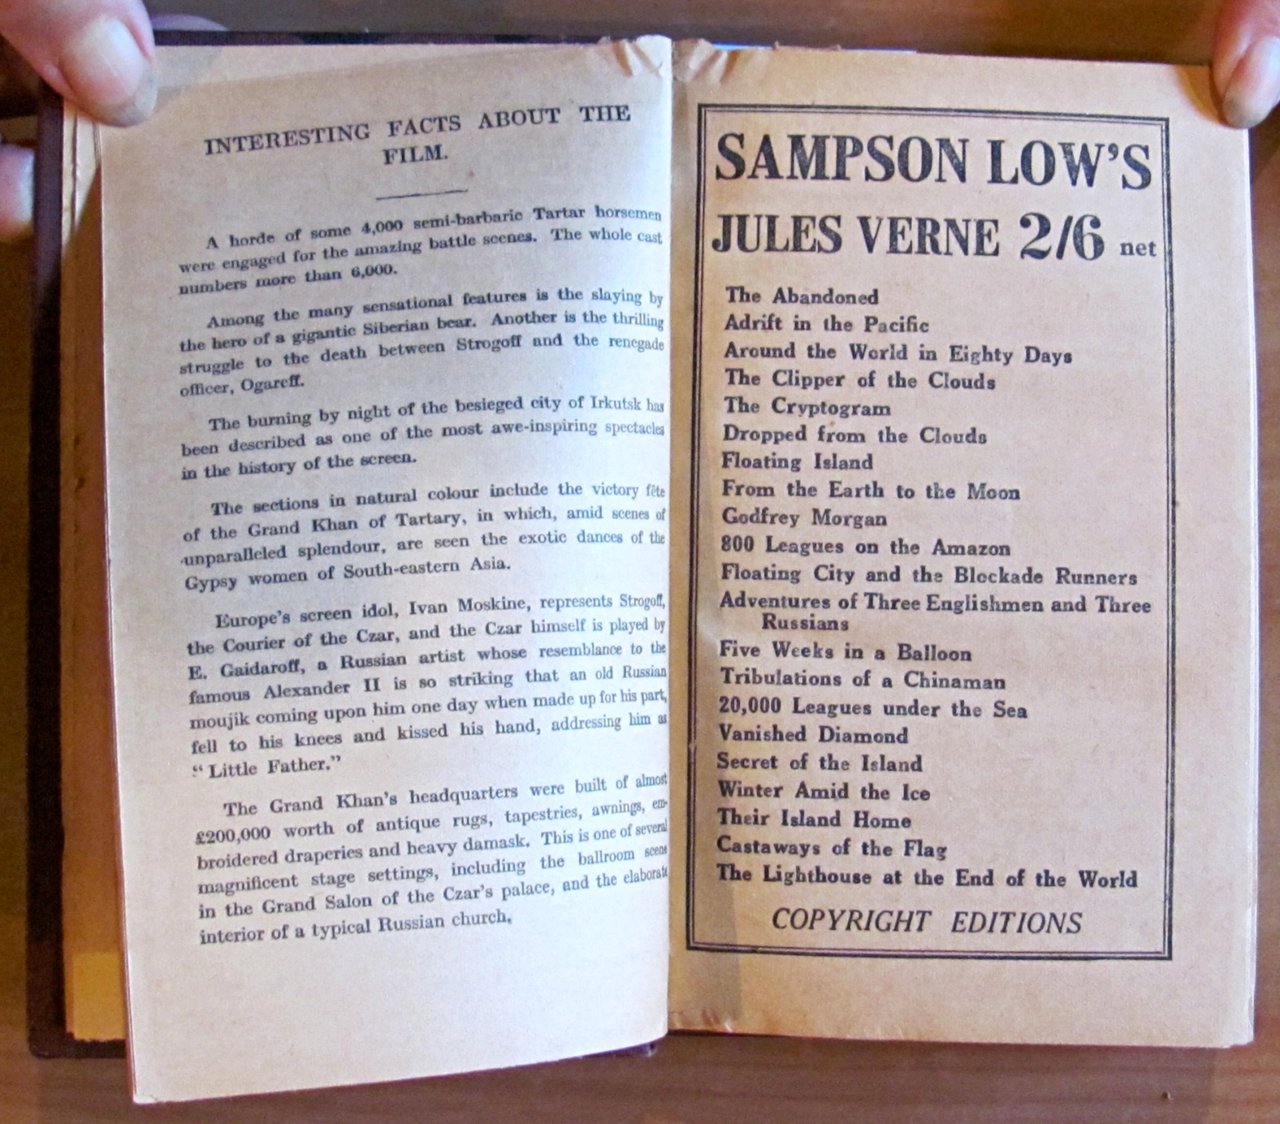 INTERESTING FACTS ABOUT THE
FILM.
A horde of some 4,000 semi-barbaric Tartar horsemen
were engaged for the amazing battle scenes. The whole cast
numbers more than 6,000.
Among the many sensational features is the slaying by
the hero of a gigantic Siberian bear. Another is the thrilling
struggle to the death between Strogoff and the renegade
officer, Ogareff.
The burning by night of the besieged city of Irkutsk has
been described as one of the most awe-inspiring spectacles
in the history of the screen.
The sections in natural colour include the victory fête
of the Grand Khan of Tartary, in which, amid scenes of
unparalleled splendour, are seen the exotic dances of the
Gypsy women of South-eastern Asia.
Europe's screen idol, Ivan Moskine, represents Strogoff,
the Courier of the Czar, and the Czar himself is played by
E. Gaidaroff, a Russian artist whose resemblance to the
famous Alexander II is so striking that an old Russian
moujik coming upon him one day when made up for his part,
fell to his knees and kissed his hand, addressing him as
"Little Father."
The Grand Khan's headquarters were built of almost
£200,000 worth of antique rugs, tapestries, awnings, em-
broidered draperies and heavy damask. This is one of several
magnificent stage settings, including the ballroom scene
in the Grand Salon of the Czar's palace, and the elaborate
interior of a typical Russian church.
SAMPSON LOW'S
JULES VERNE 2/6 net
The Abandoned
Adrift in the Pacific
Around the World in Eighty Days
The Clipper of the Clouds
The Cryptogram
Dropped from the Clouds
Floating Island
From the Earth to the Moon
Godfrey Morgan
800 Leagues on the Amazon
Floating City and the Blockade Runners
Adventures of Three Englishmen and Three
Russians
Five Weeks in a Balloon
Tribulations of a Chinaman
20,000 Leagues under the Sea
Vanished Diamond
Secret of the Island
Winter Amid the Ice
Their Island Home
Castaways of the Flag
The Lighthouse at the End of the World
COPYRIGHT EDITIONS